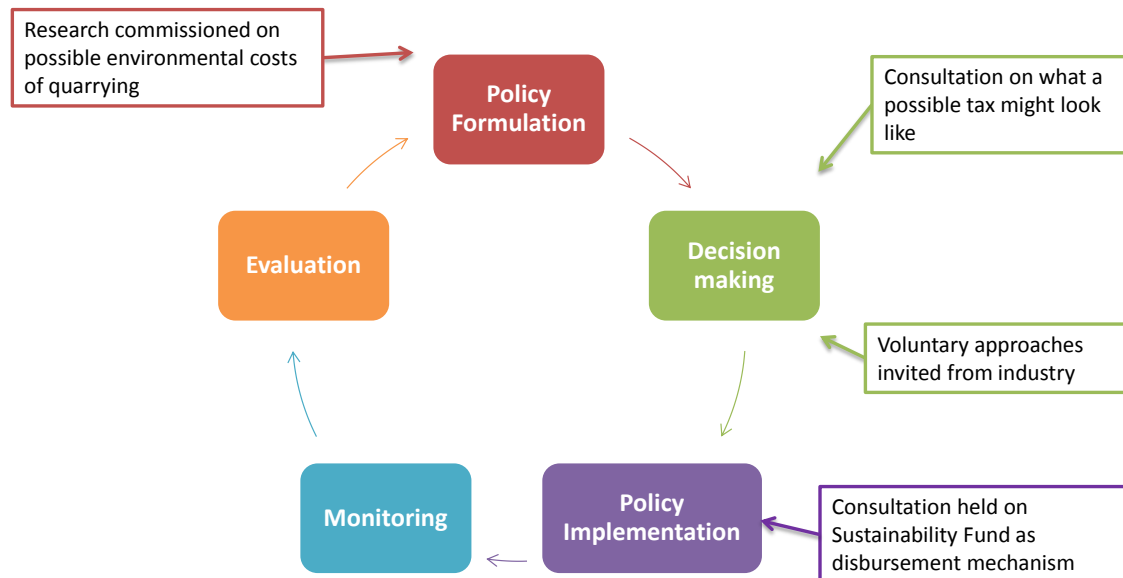 Research commissioned on
possible environmental costs
of quarrying
Policy
Formulation
Consultation on what a
possible tax might look
like
Evaluation
Decision
making
Voluntary approaches
invited from industry
Monitoring
Policy
Implementation
Consultation held on
Sustainability Fund as
disbursement mechanism